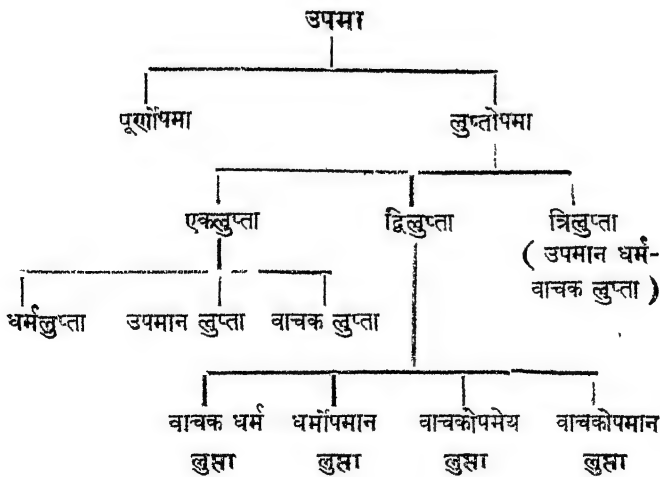 उपमा
पूर्णोपमा लुप्तोपमा
एकलुप्ता द्विलुप्ता त्रिलुप्ता
( उपमान धर्म-
वाचक लुप्ता )
धर्मलुप्ता उपमान लुप्ता वाचक लुप्ता
वाचक धर्म धर्मोपमान वाचकोपमेय वाचकोपमान
लुप्ता लुप्ता लुप्ता लुप्ता